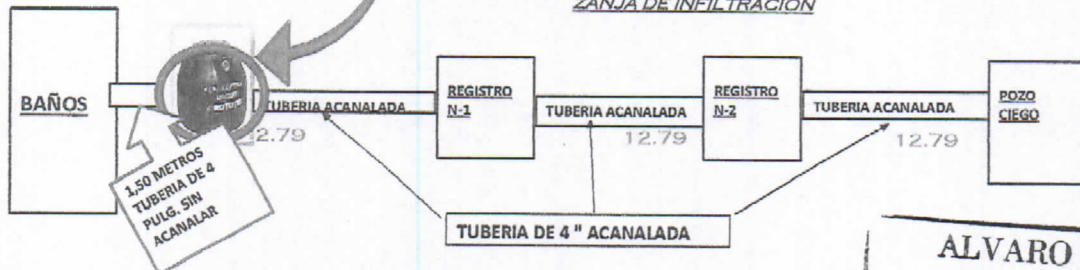 ZANJA DE INFILTRACION
BAÑOS
TUBERIA ACANALADA
2.79
REGISTRO
N-1
TUBERIA ACANALADA
12.79
REGISTRO
N-2
TUBERIA ACANALADA
12.79
POZO
CIEGO
1,50 METROS
TUBERIA DE 4
PULG. SIN
ACANALAR
TUBERIA DE 4 " ACANALADA
ALVARO